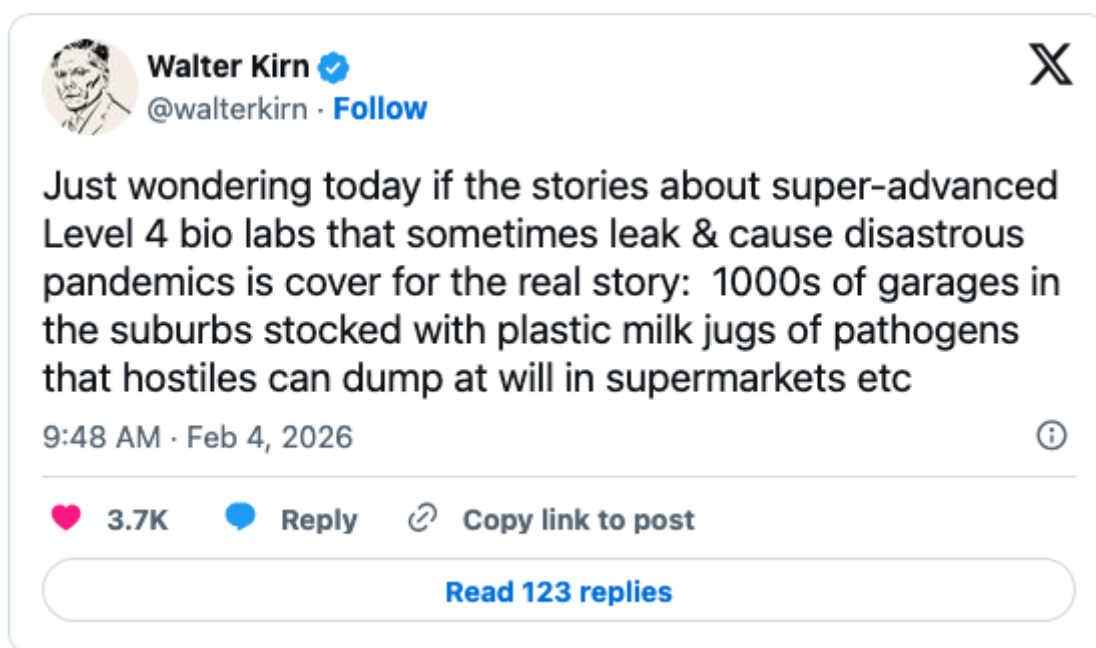 Walter Kirn
@walterkirn · Follow
Just wondering today if the stories about super-advanced
Level 4 bio labs that sometimes leak & cause disastrous
pandemics is cover for the real story:  1000s of garages in
the suburbs stocked with plastic milk jugs of pathogens
that hostiles can dump at will in supermarkets etc
9:48 AM · Feb 4, 2026
3.7K Reply Copy link to post
Read 123 replies